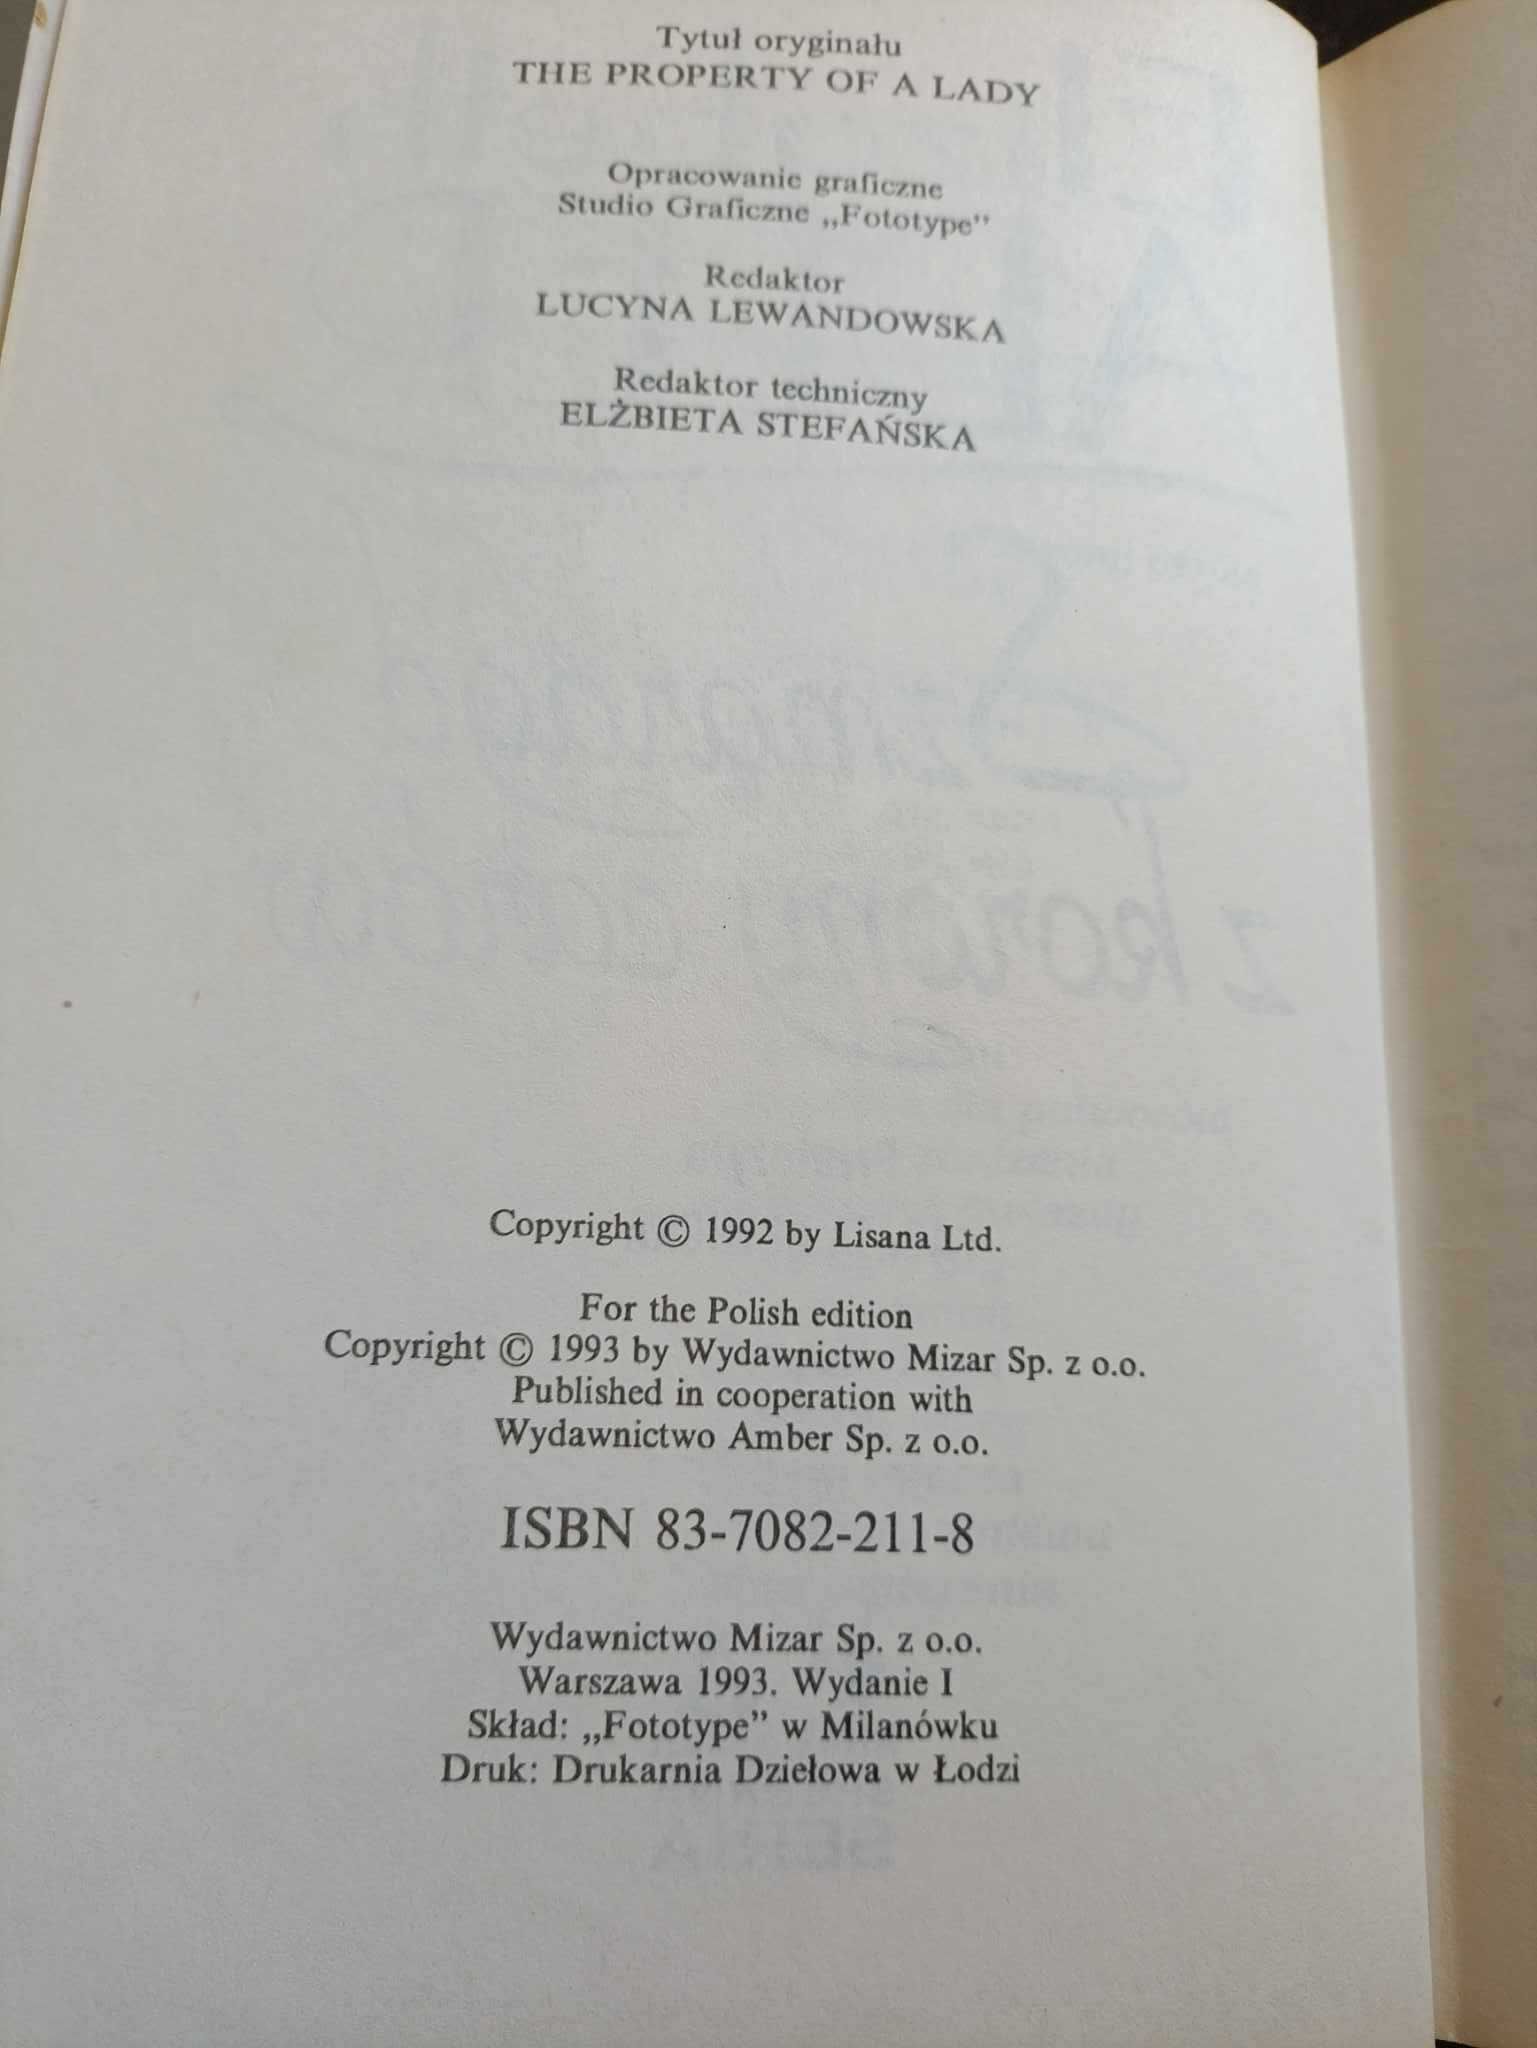 Tytuł oryginału
THE PROPERTY OF A LADY
Opracowanie graficzne
Studio Graficzne „Fototype”
Redaktor
LUCYNA LEWANDOWSKA
Redaktor techniczny
ELŻBIETA STEFAŃSKA
Copyright © 1992 by Lisana Ltd.
For the Polish edition
Copyright © 1993 by Wydawnictwo Mizar Sp. z o.o.
Published in cooperation with
Wydawnictwo Amber Sp. z o.o.
ISBN 83-7082-211-8
Wydawnictwo Mizar Sp. z o.o.
Warszawa 1993. Wydanie I
Skład: „Fototype” w Milanówku
Druk: Drukarnia Dziełowa w Łodzi